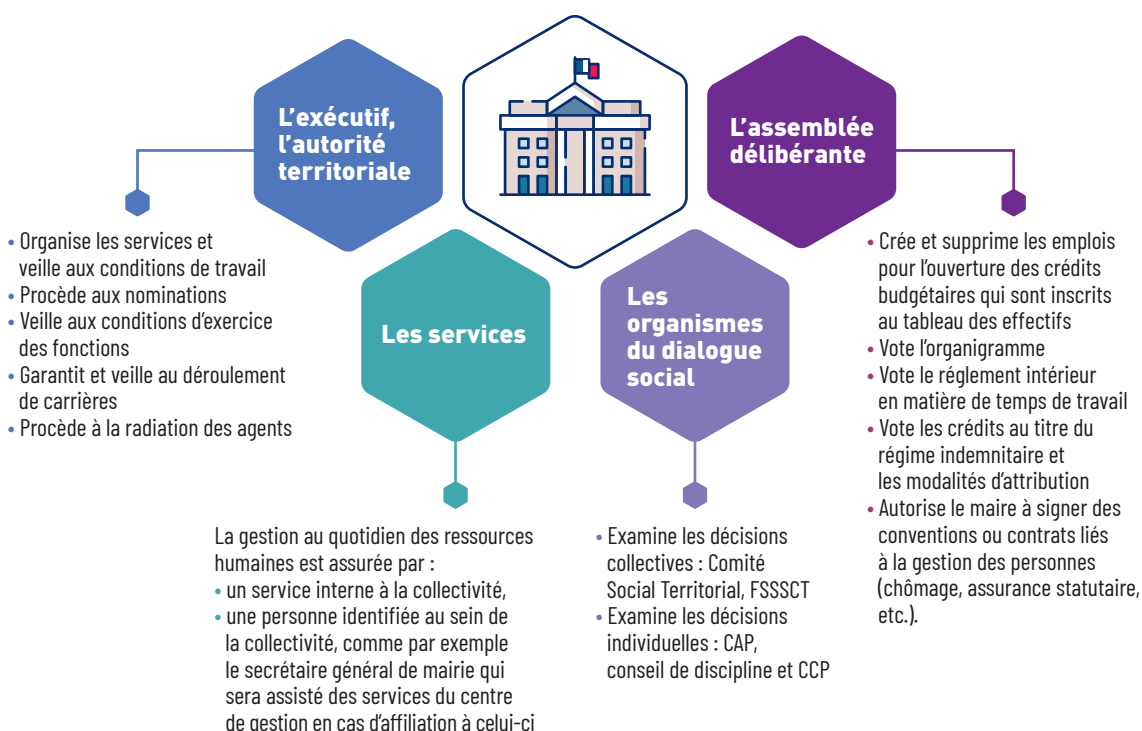 L'exécutif,
l'autorité
territoriale
• Organise les services et
veille aux conditions de travail
• Procède aux nominations
• Veille aux conditions d'exercice
des fonctions
• Garantit et veille au déroulement
de carrières
• Procède à la radiation des agents
Les services
La gestion au quotidien des ressources
humaines est assurée par :
• un service interne à la collectivité,
• une personne identifiée au sein de
la collectivité, comme par exemple
le secrétaire général de mairie qui
sera assisté des services du centre
de gestion en cas d'affiliation à celui-ci
Les
organismes
du dialogue
social
• Examine les décisions
collectives : Comité
Social Territorial, FSSSCT
• Examine les décisions
individuelles : CAP,
conseil de discipline et CCP
L'assemblée
délibérante
• Crée et supprime les emplois
pour l'ouverture des crédits
budgétaires qui sont inscrits
au tableau des effectifs
• Vote l'organigramme
• Vote le réglement intérieur
en matière de temps de travail
• Vote les crédits au titre du
régime indemnitaire et
les modalités d'attribution
• Autorise le maire à signer des
conventions ou contrats liés
à la gestion des personnes
(chômage, assurance statutaire,
etc.).